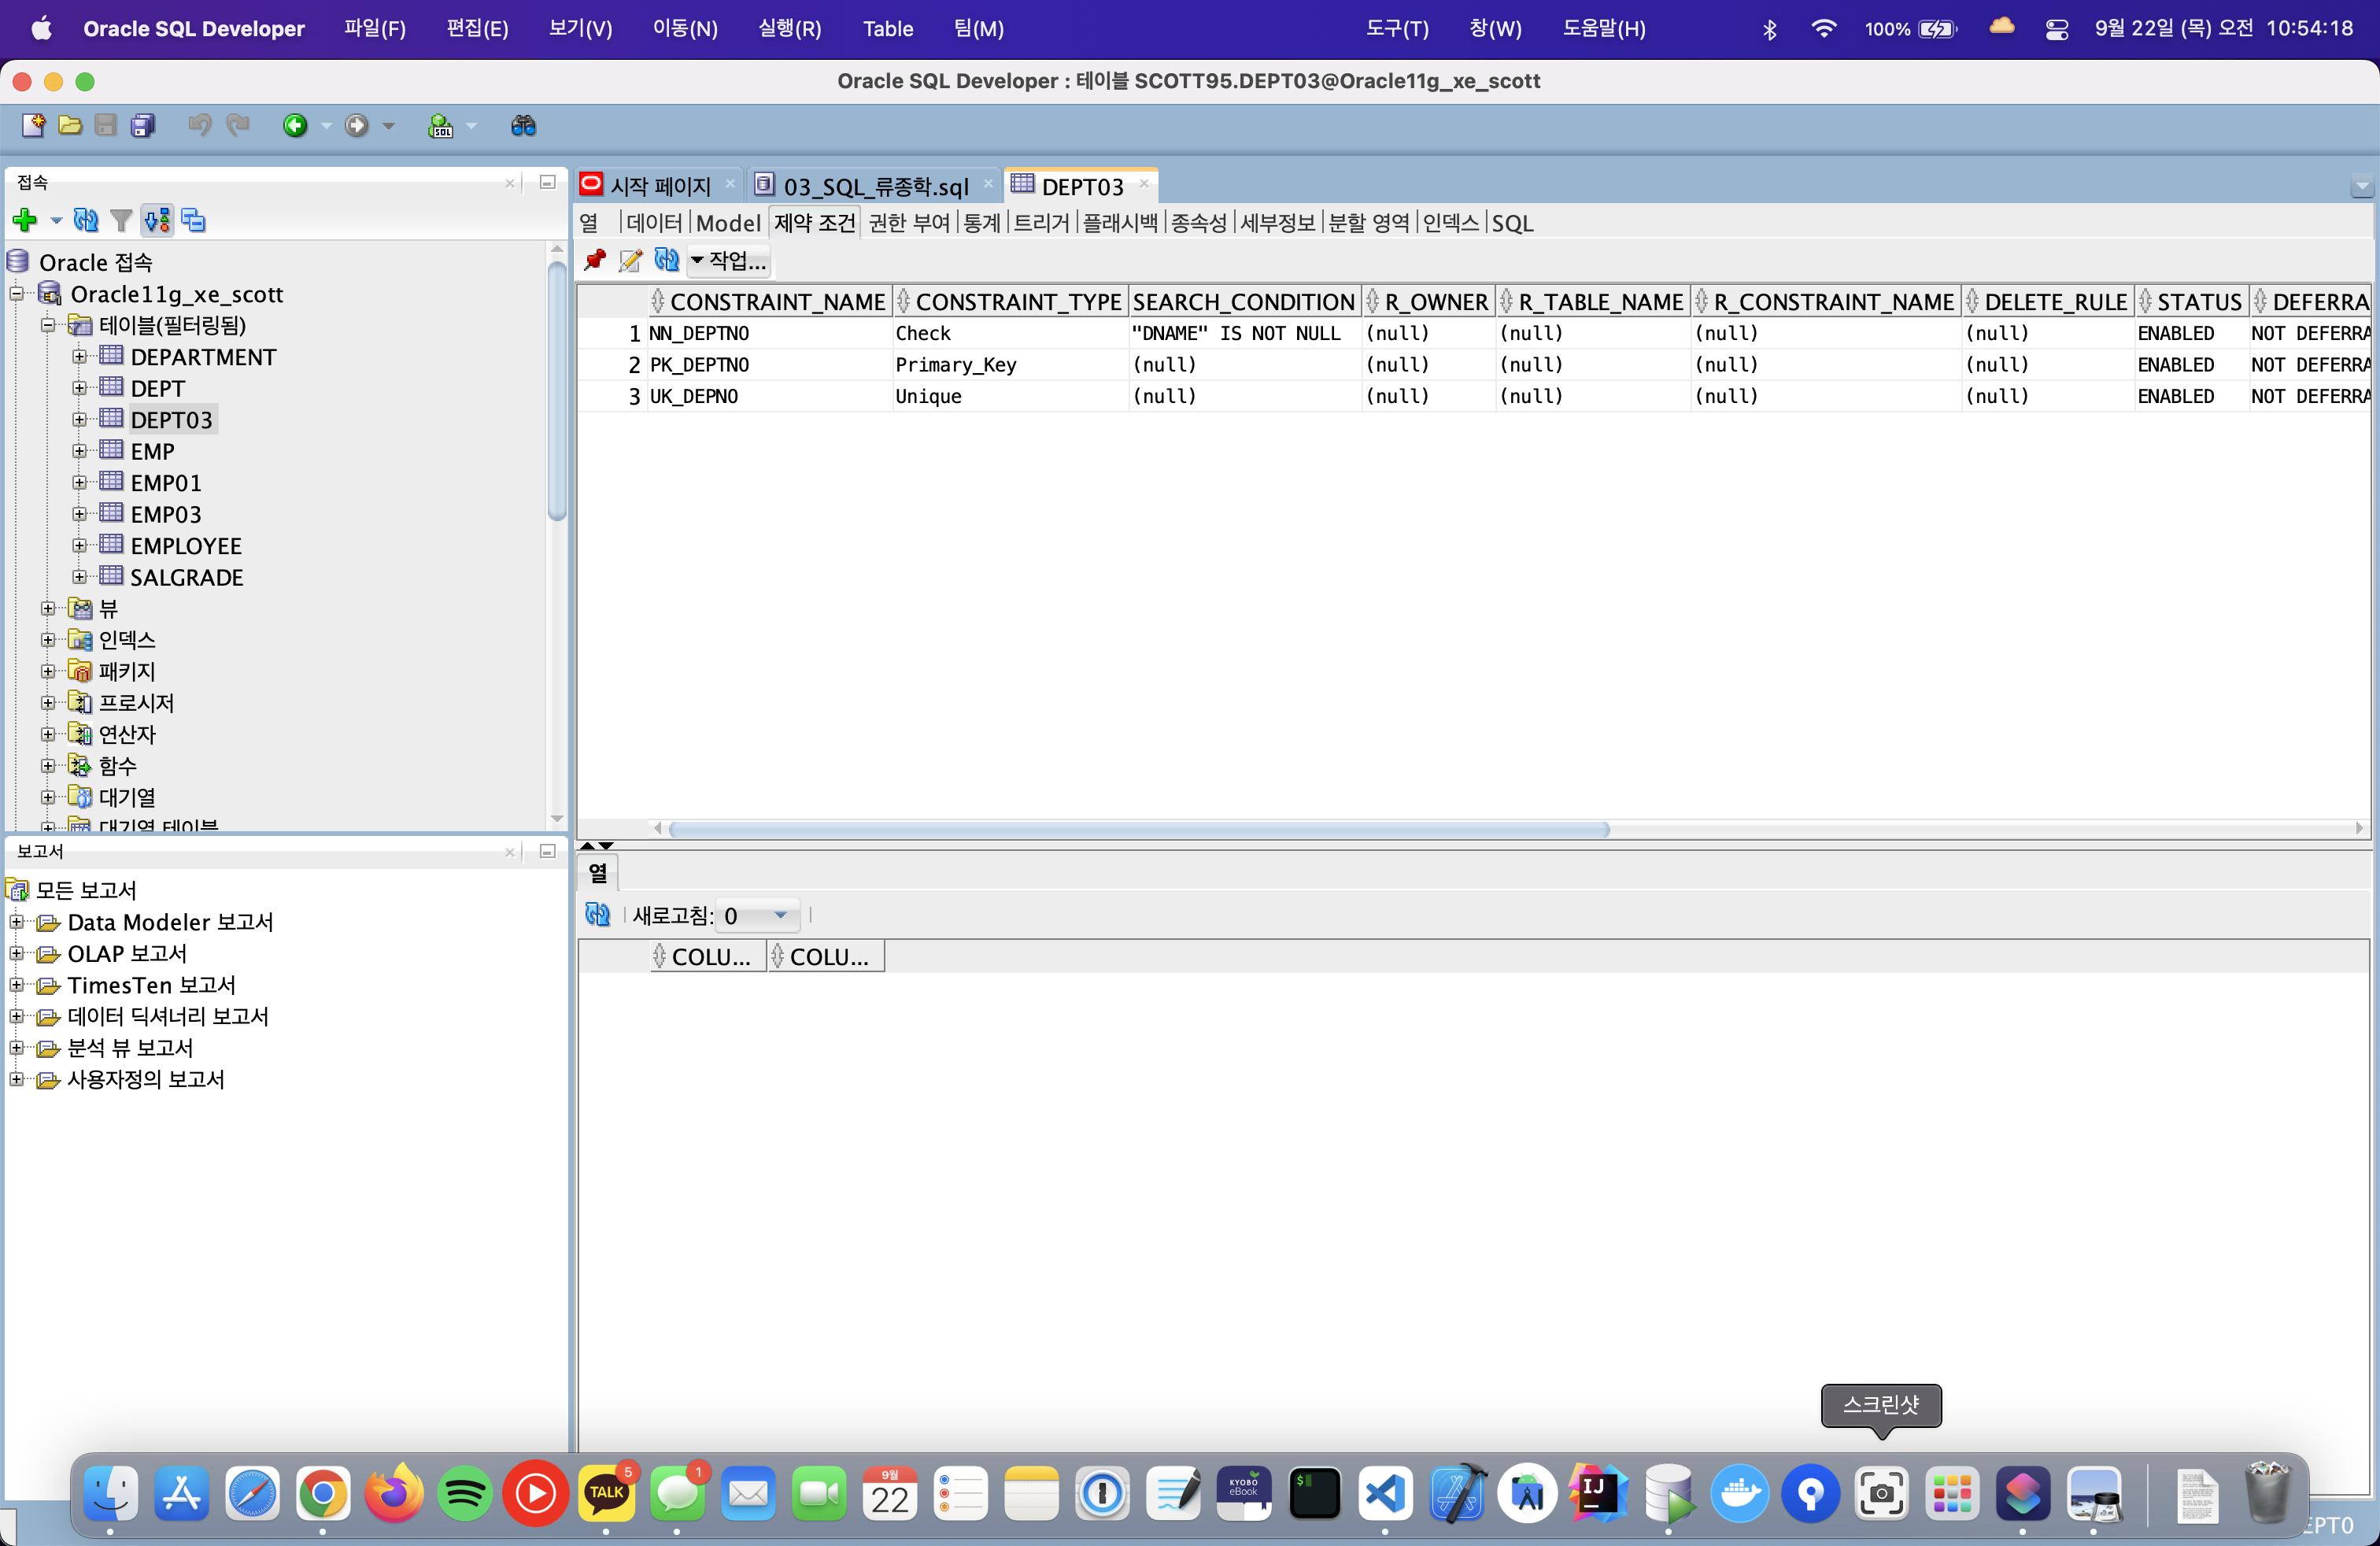 Oracle SQL Developer 파일(F) 편집(E) 보기(V) 이동(N) 실행(R) Table 팀(M) 도구(T) 창(W) 도움말(H) 100% 9월 22일 (목) 오전 10:54:18
Oracle SQL Developer : 테이블 SCOTT95.DEPT03@Oracle11g_xe_scott
SQL
접속
Oracle 접속
Oracle11g_xe_scott
테이블(필터링됨)
DEPARTMENT
DEPT
DEPT03
EMP
EMP01
EMP03
EMPLOYEE
SALGRADE
뷰
인덱스
패키지
프로시저
연산자
함수
대기열
대기열 테이블
보고서
모든 보고서
Data Modeler 보고서
OLAP 보고서
TimesTen 보고서
데이터 딕셔너리 보고서
분석 뷰 보고서
사용자정의 보고서
시작 페이지 03_SQL_류종학.sql DEPT03
열 데이터 Model 제약 조건 권한 부여 통계 트리거 플래시백 종속성 세부정보 분할 영역 인덱스 SQL
작업...
CONSTRAINT_NAME CONSTRAINT_TYPE SEARCH_CONDITION R_OWNER R_TABLE_NAME R_CONSTRAINT_NAME DELETE_RULE STATUS DEFERRA
1 NN_DEPTNO Check "DNAME" IS NOT NULL (null) (null) (null) (null) ENABLED NOT DEFERRA
2 PK_DEPTNO Primary_Key (null) (null) (null) (null) (null) ENABLED NOT DEFERRA
3 UK_DEPNO Unique (null) (null) (null) (null) (null) ENABLED NOT DEFERRA
열
새로고침: 0
COLU... COLU...
스크린샷
TALK 5 1 9월 22 KYOBO eBook $ IJ
EPT0